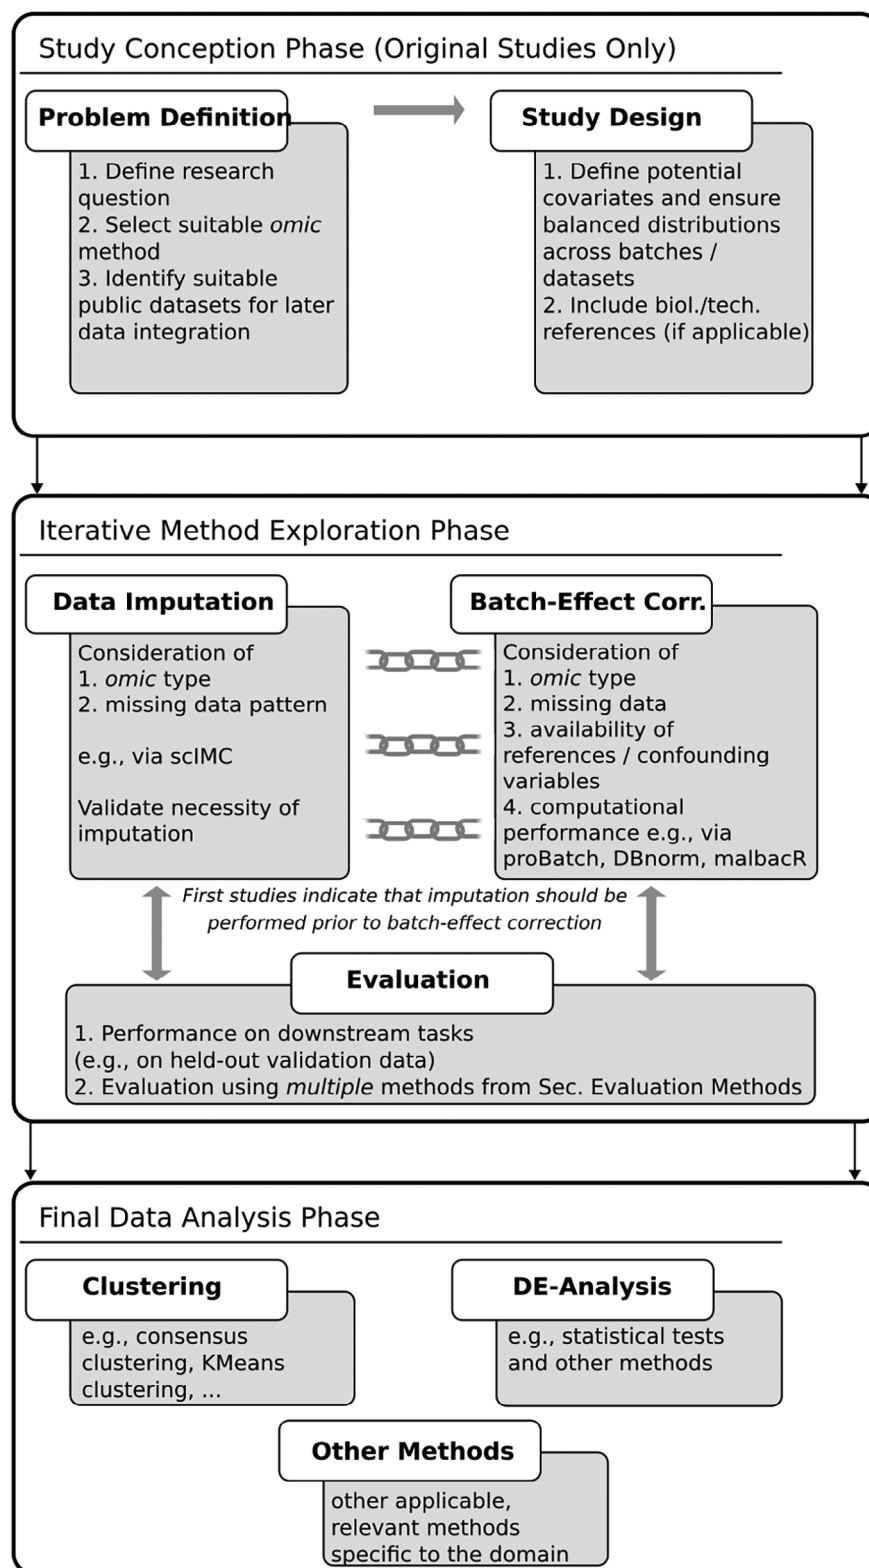 Study Conception Phase (Original Studies Only)
Problem Definition
1. Define research
question
2. Select suitable omic
method
3. Identify suitable
public datasets for later
data integration
Study Design
1. Define potential
covariates and ensure
balanced distributions
across batches /
datasets
2. Include biol./tech.
references (if applicable)
Iterative Method Exploration Phase
Data Imputation
Consideration of
1. omic type
2. missing data pattern
e.g., via scIMC
Validate necessity of
imputation
Batch-Effect Corr.
Consideration of
1. omic type
2. missing data
3. availability of
references / confounding
variables
4. computational
performance e.g., via
proBatch, DBnorm, malbacR
First studies indicate that imputation should be
performed prior to batch-effect correction
Evaluation
1. Performance on downstream tasks
(e.g., on held-out validation data)
2. Evaluation using multiple methods from Sec. Evaluation Methods
Final Data Analysis Phase
Clustering
e.g., consensus
clustering, KMeans
clustering, ...
DE-Analysis
e.g., statistical tests
and other methods
Other Methods
other applicable,
relevant methods
specific to the domain